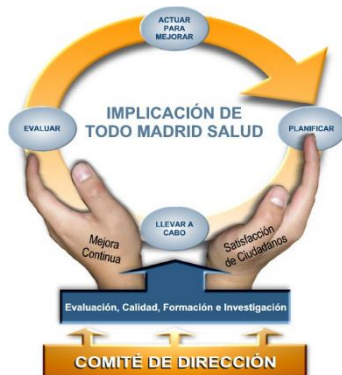 ACTUAR
PARA
MEJORAR
EVALUAR
IMPLICACIÓN DE
TODO MADRID SALUD
PLANIFICAR
LLEVAR A
CABO
Mejora
Continua
Satisfacción
de Ciudadanos
Evaluación, Calidad, Formación e Investigación
COMITÉ DE DIRECCIÓN